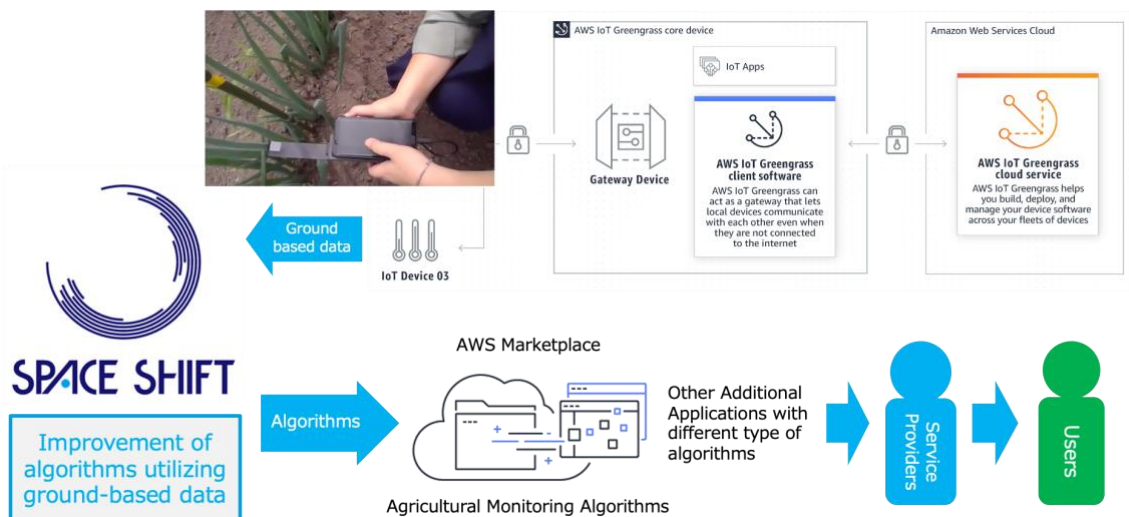 AWS IoT Greengrass core device
Amazon Web Services Cloud
IoT Apps
Gateway Device
AWS IoT Greengrass
client software
AWS IoT Greengrass can
act as a gateway that lets
local devices communicate
with each other even when
they are not connected
to the internet
AWS IoT Greengrass
cloud service
AWS IoT Greengrass helps
you build, deploy, and
manage your device software
across your fleets of devices
Ground
based data
IoT Device 03
SPACE SHIFT
Improvement of
algorithms utilizing
ground-based data
Algorithms
AWS Marketplace
Agricultural Monitoring Algorithms
Other Additional
Applications with
different type of
algorithms
Service
Providers
Users